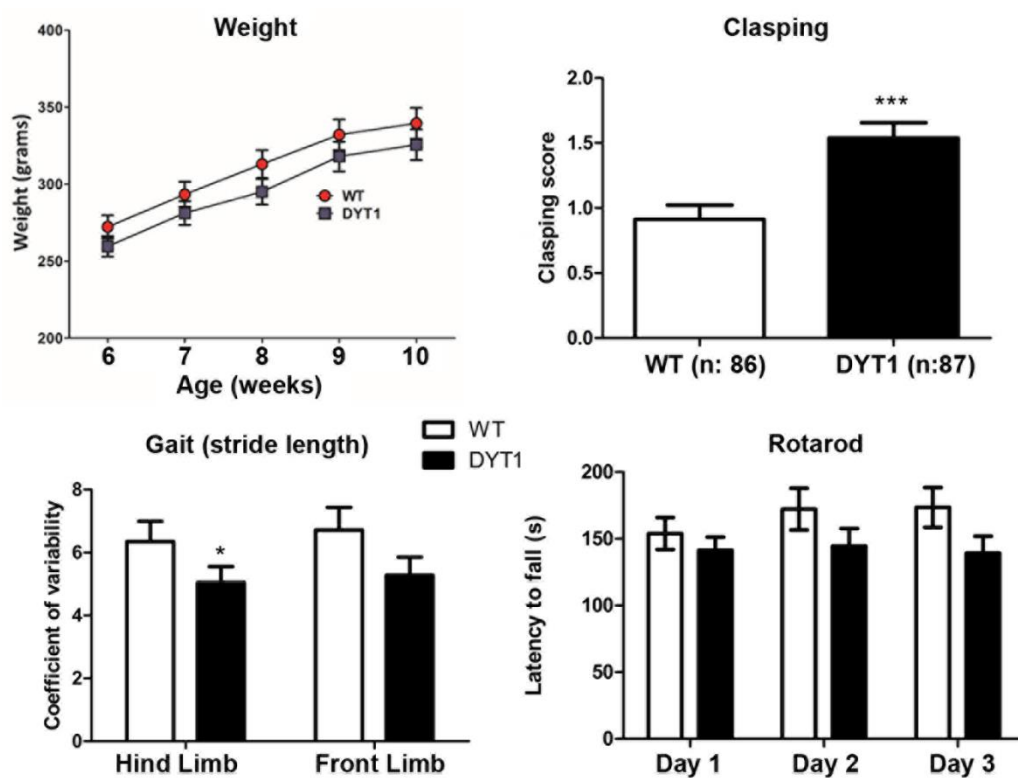 Weight
400
350
300
250
200
Weight (grams)
WT
DYT1
6 7 8 9 10
Age (weeks)
Clasping
2.0
1.5
1.0
0.5
0.0
Clasping score
***
WT (n: 86) DYT1 (n:87)
Gait (stride length)
WT
DYT1
8
6
4
2
0
Coefficient of variability
*
Hind Limb Front Limb
Rotarod
200
150
100
50
0
Latency to fall (s)
Day 1 Day 2 Day 3